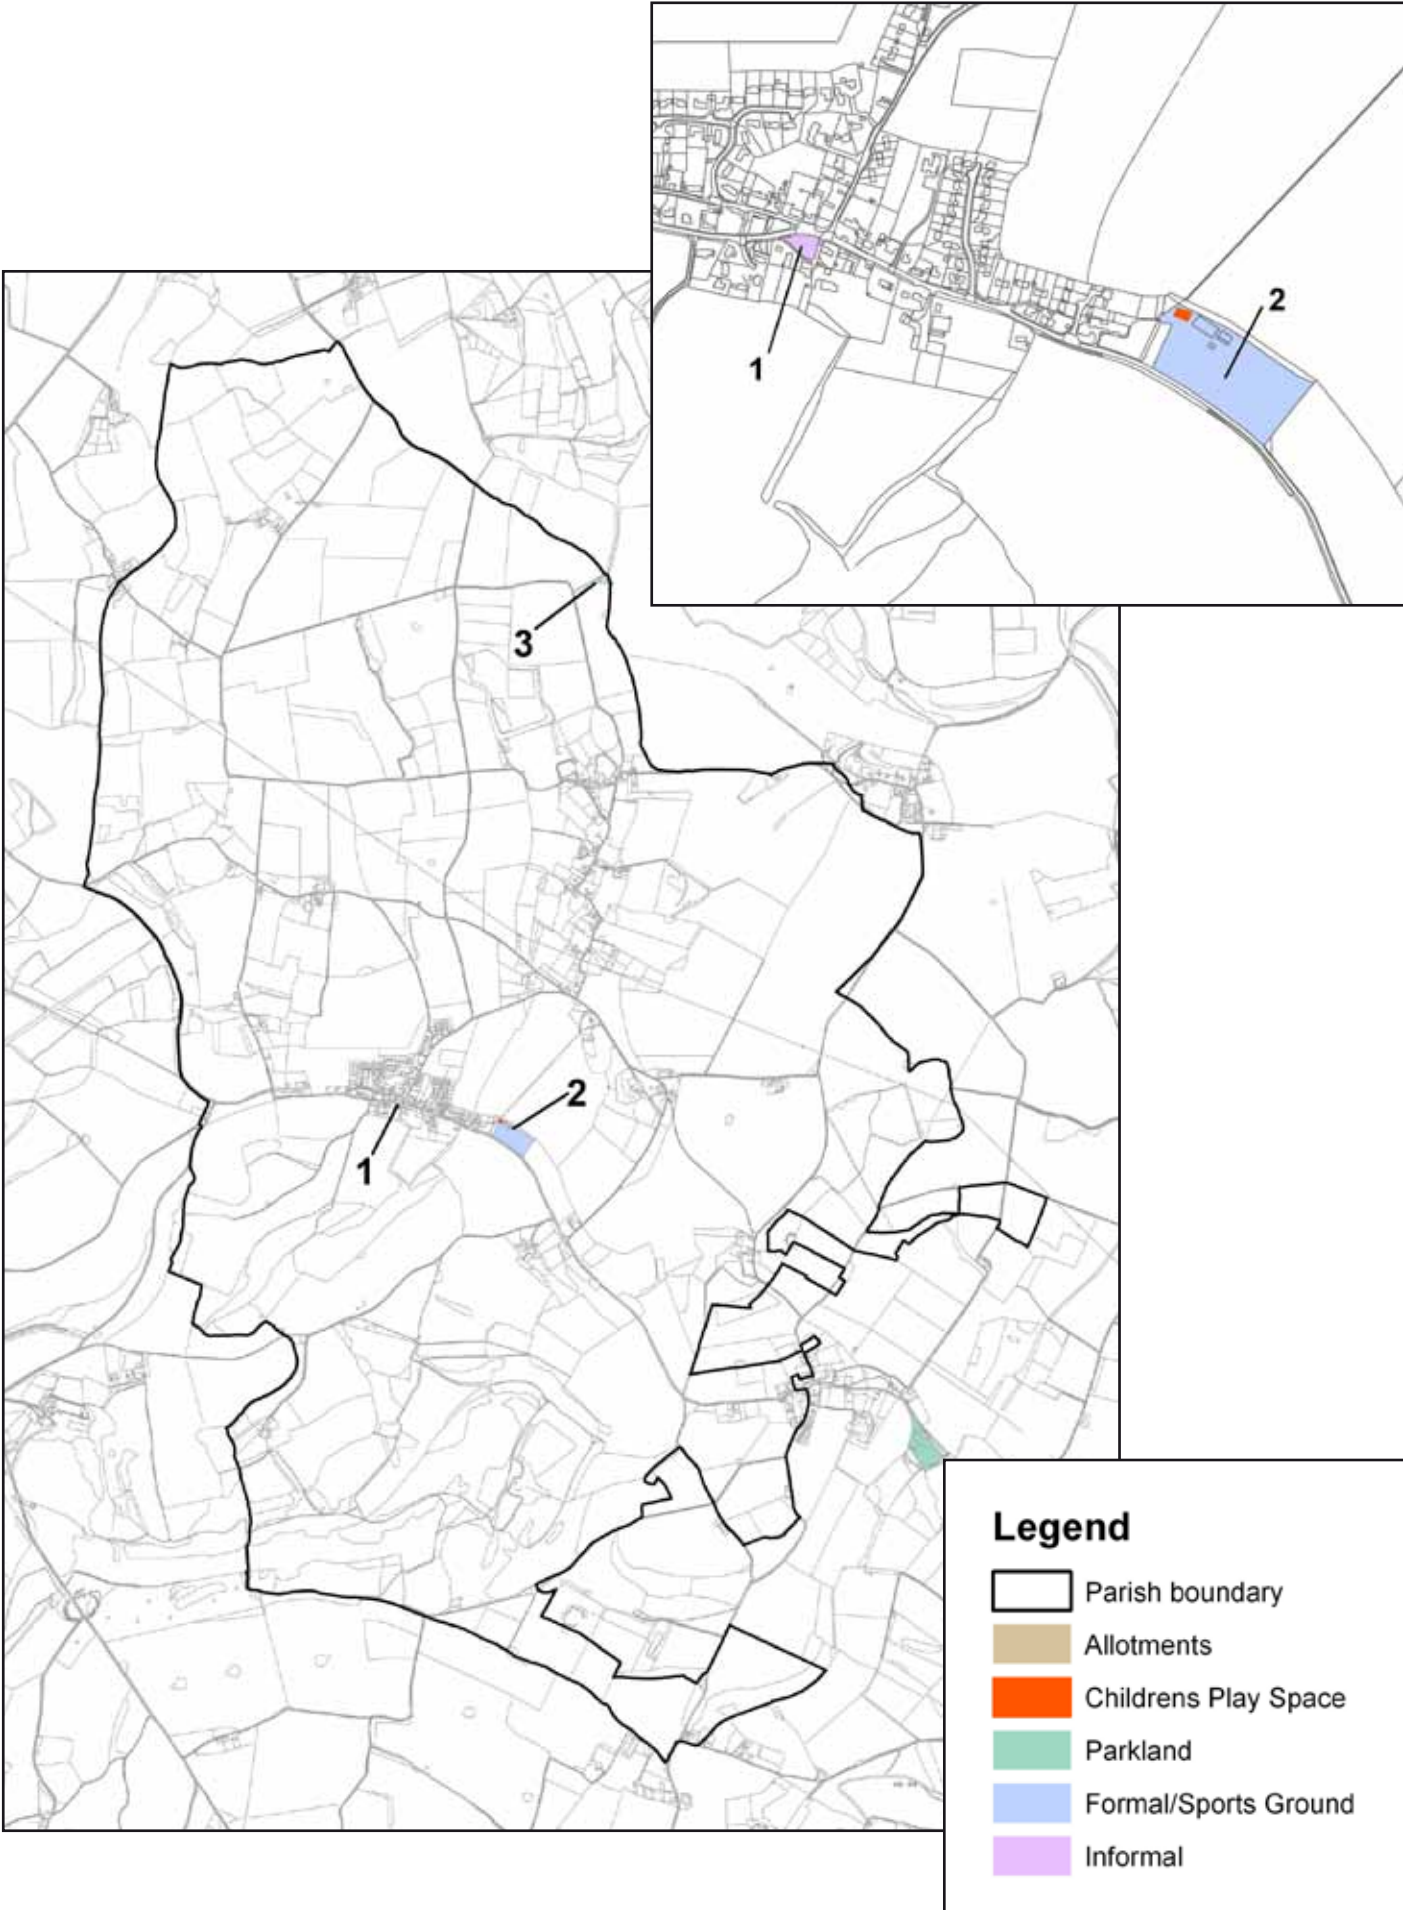 1
2
3
2
1
Legend
Parish boundary
Allotments
Childrens Play Space
Parkland
Formal/Sports Ground
Informal